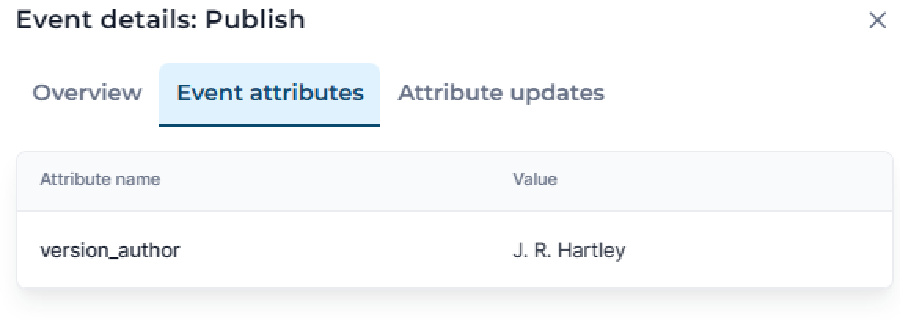 Event details: Publish
Overview Event attributes Attribute updates
Attribute name Value
version_author J. R. Hartley